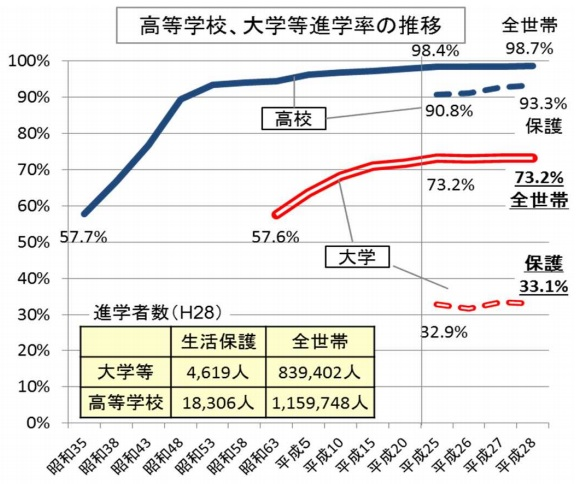 高等学校、大学等進学率の推移
全世帯
98.4%
98.7%
100%
90%
80%
70%
60%
50%
40%
30%
20%
10%
0%
高校
90.8%
93.3%
保護
73.2%
73.2%
全世帯
57.7%
57.6%
大学
保護
33.1%
32.9%
進学者数（H28）
生活保護 全世帯
大学等 4,619人 839,402人
高等学校 18,306人 1,159,748人
昭和35
昭和38
昭和43
昭和48
昭和53
昭和58
昭和63
平成5
平成10
平成15
平成20
平成25
平成26
平成27
平成28